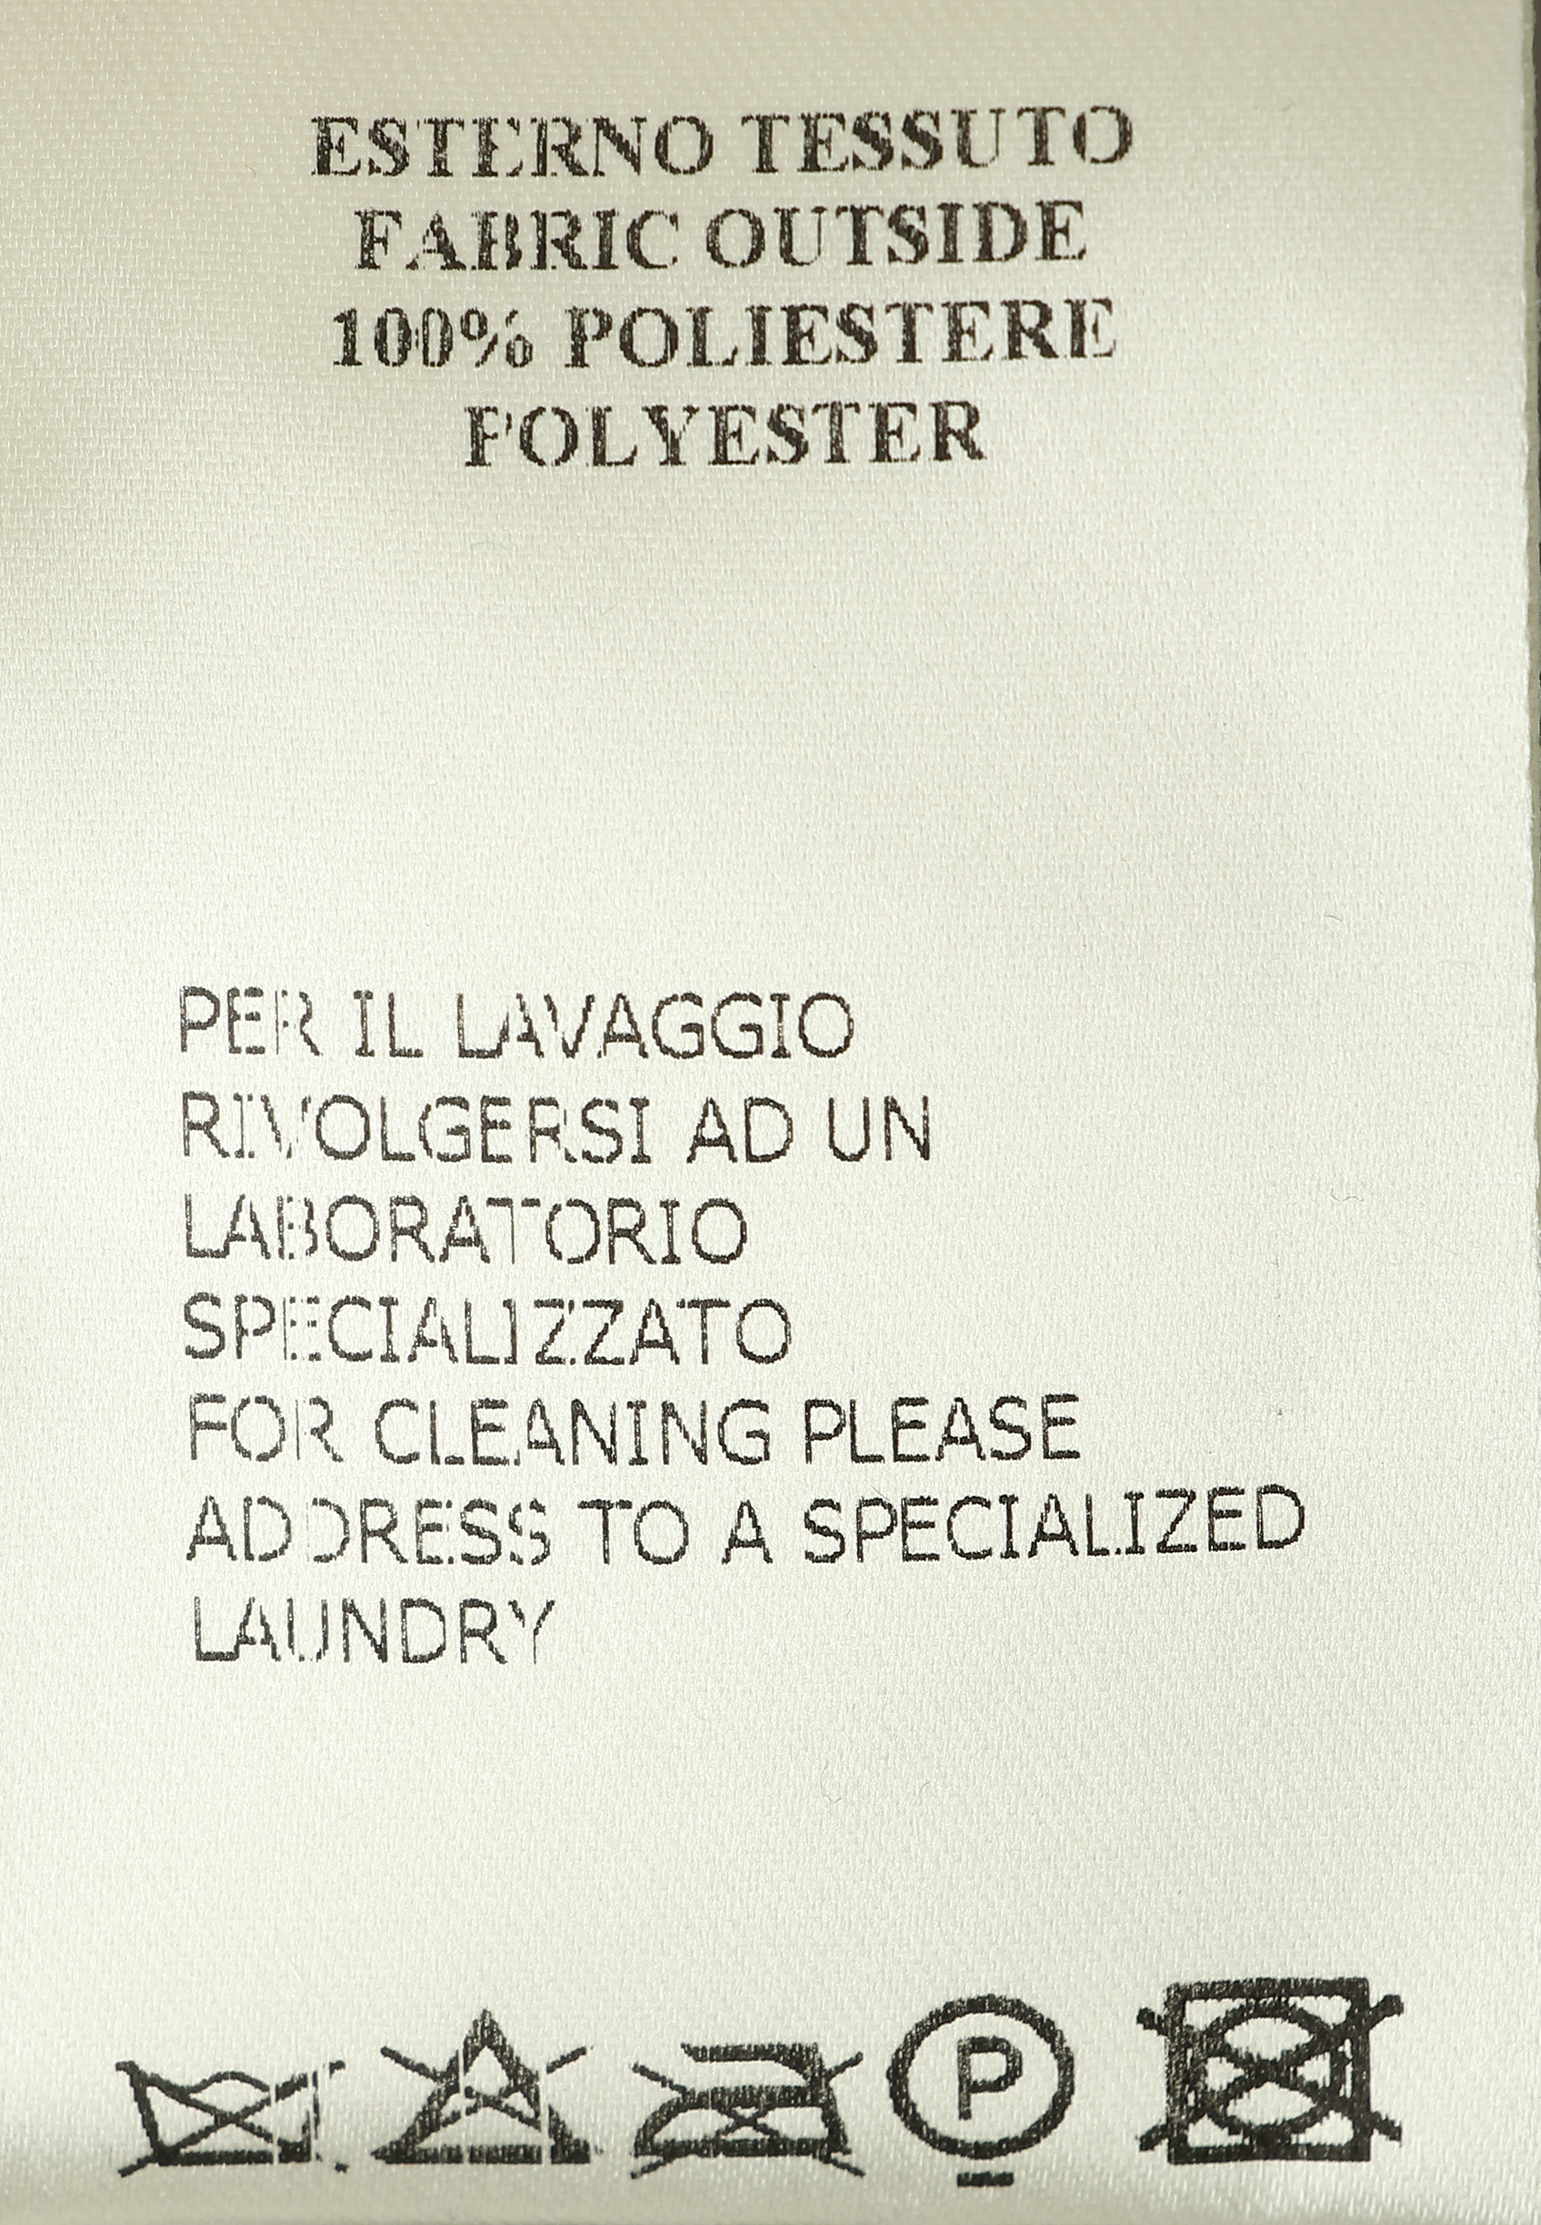 ESTERNO TESSUTO
FABRIC OUTSIDE
100% POLIESTERE
POLYESTER
PER IL LAVAGGIO
RIVOLGERSI AD UN
LABORATORIO
SPECIALIZZATO
FOR CLEANING PLEASE
ADDRESS TO A SPECIALIZED
LAUNDRY
P